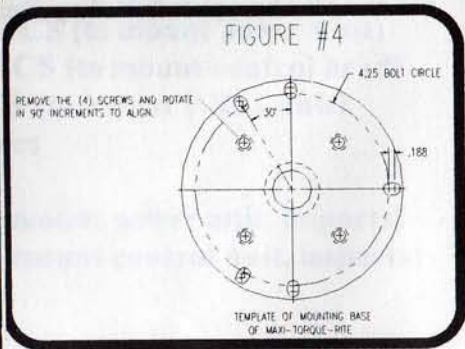 FIGURE #4
4.25 BOLT CIRCLE
REMOVE THE (4) SCREWS AND ROTATE
IN 90° INCREMENTS TO ALIGN.
30°
.188
TEMPLATE OF MOUNTING BASE
OF MAXI-TORQUE-RITE